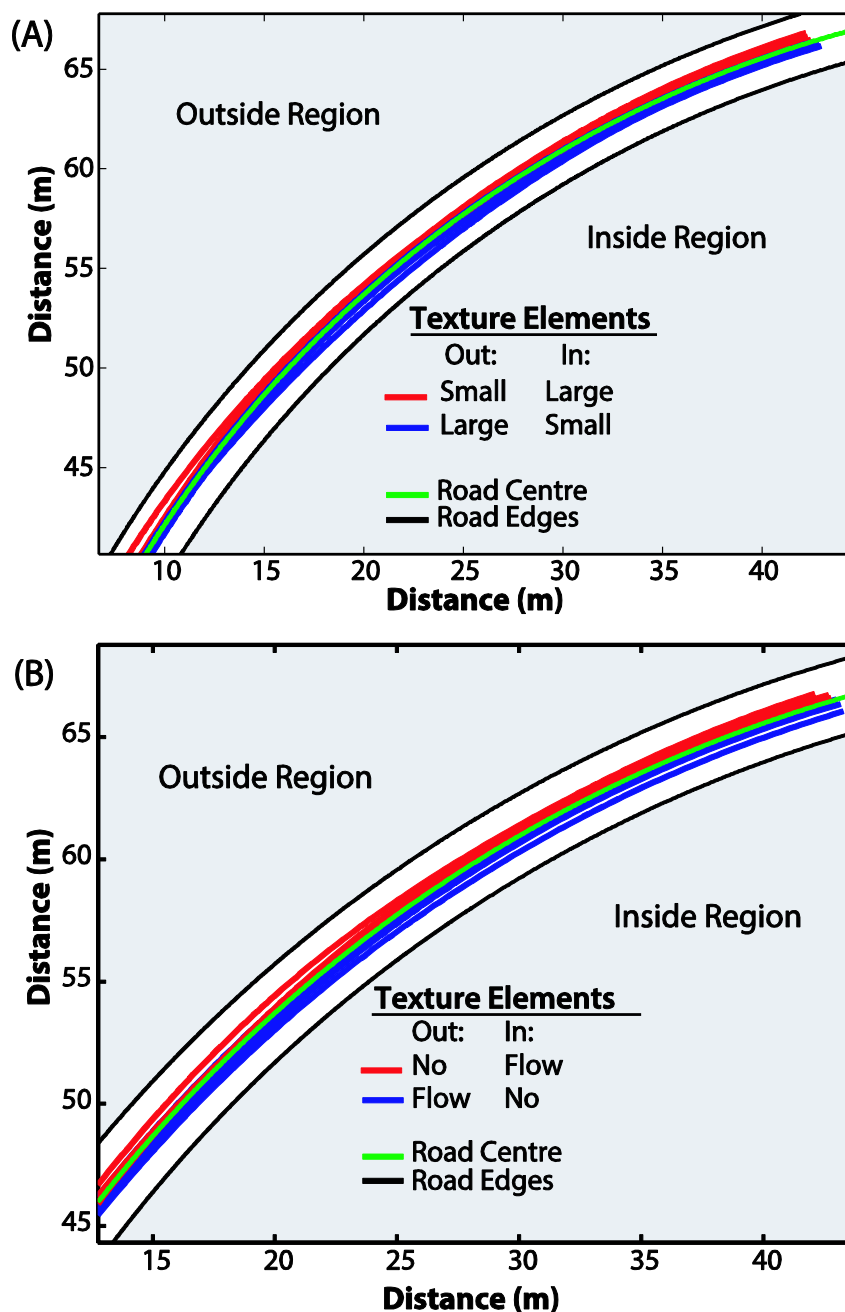 (A)
Outside Region
Inside Region
Texture Elements
Out: In:
Small Large
Large Small
Road Centre
Road Edges
65
60
55
50
45
Distance (m)
10 15 20 25 30 35 40
Distance (m)
(B)
Outside Region
Inside Region
Texture Elements
Out: In:
No Flow
Flow No
Road Centre
Road Edges
65
60
55
50
45
Distance (m)
15 20 25 30 35 40
Distance (m)